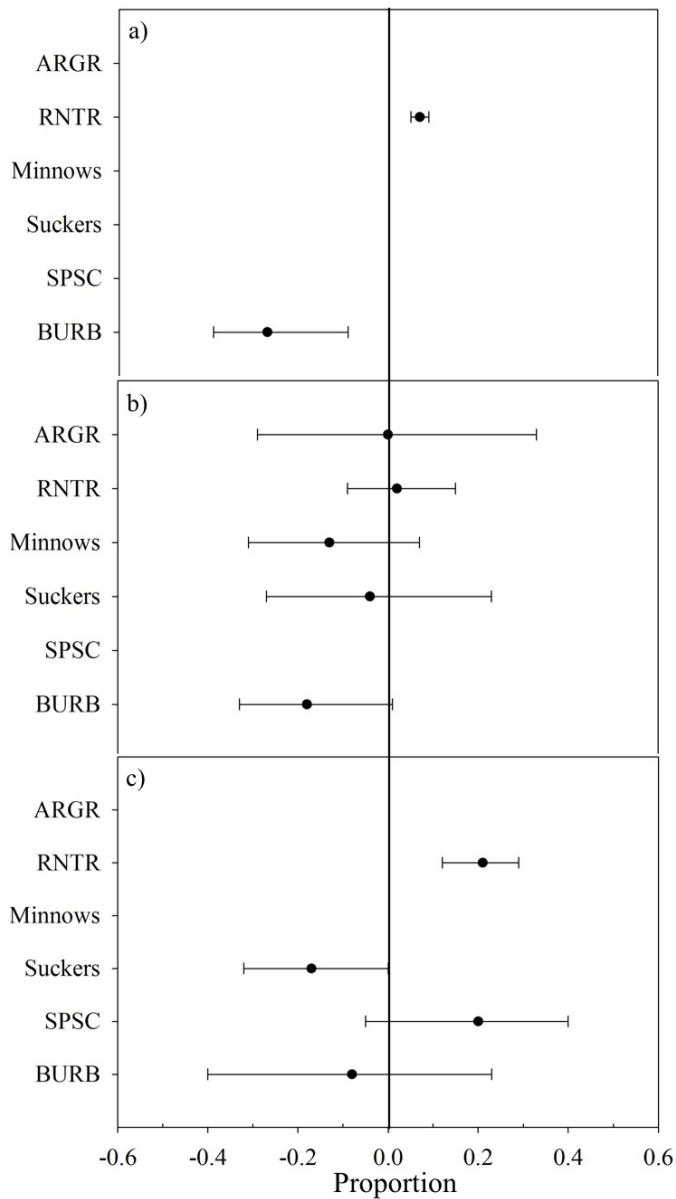 a)
ARGR
RNTR
Minnows
Suckers
SPSC
BURB
b)
ARGR
RNTR
Minnows
Suckers
SPSC
BURB
c)
ARGR
RNTR
Minnows
Suckers
SPSC
BURB
-0.6 -0.4 -0.2 0.0 0.2 0.4 0.6
Proportion